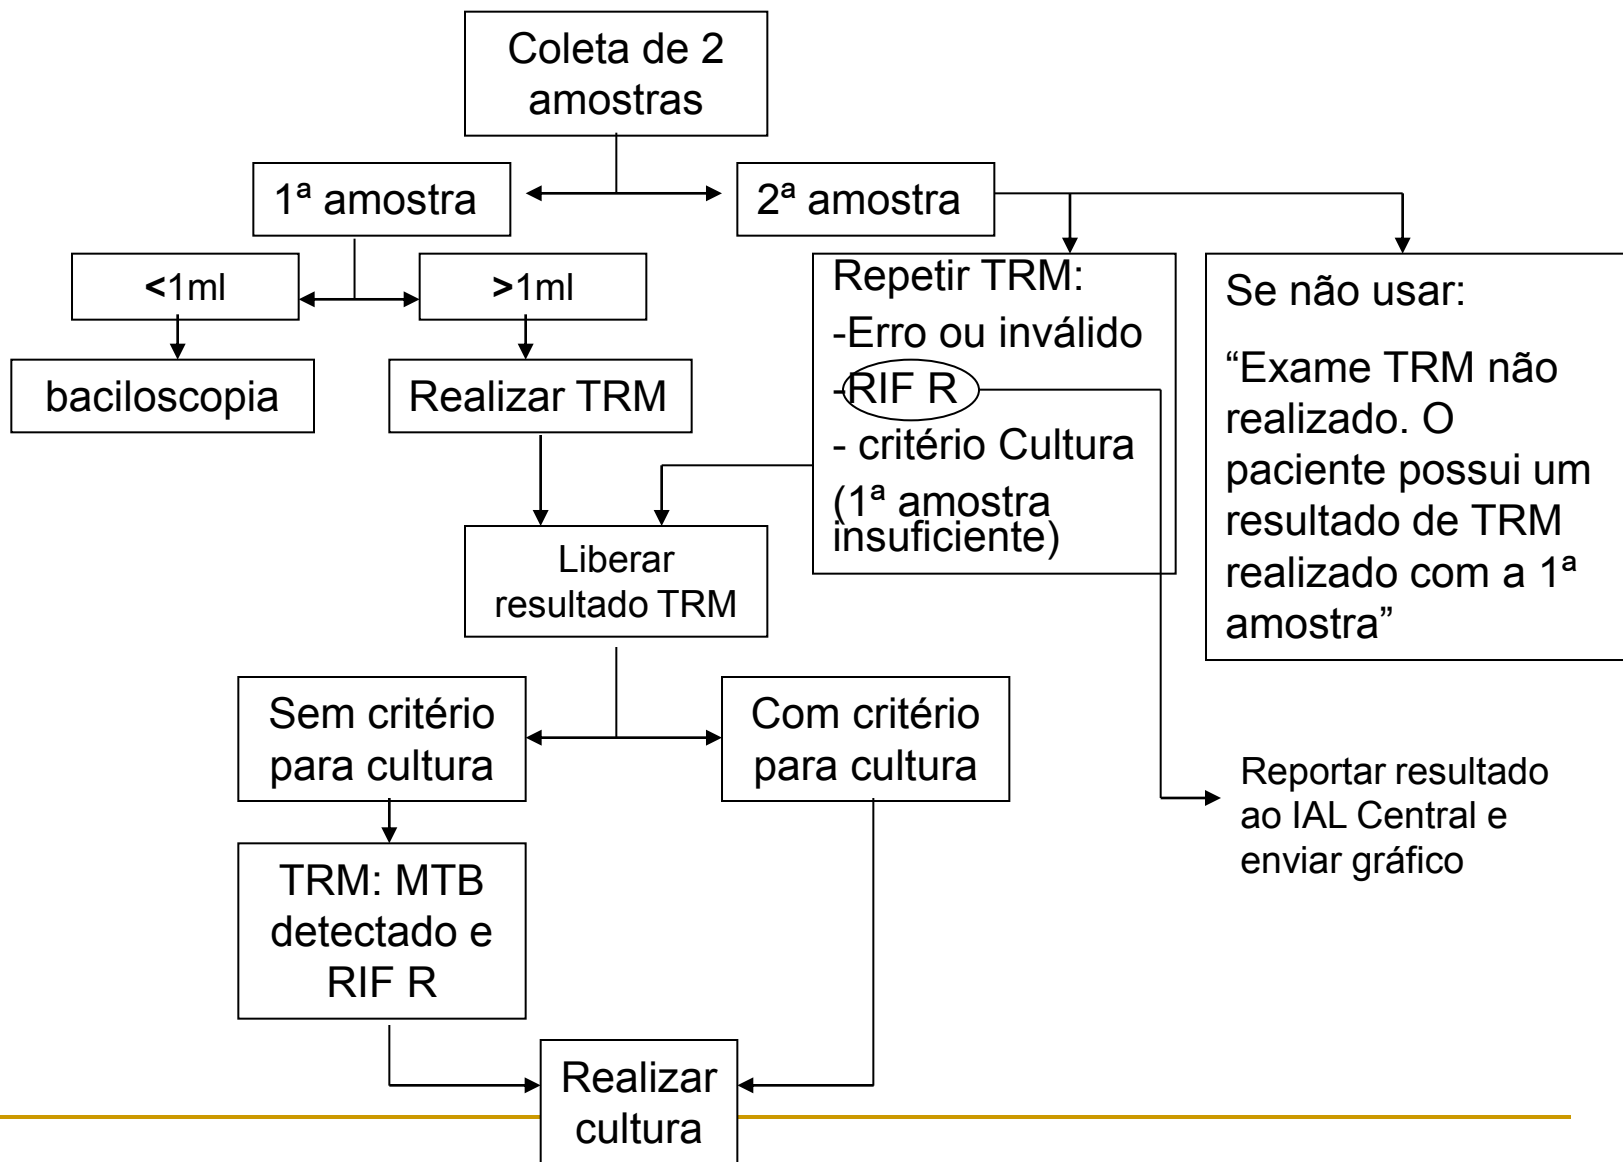 Coleta de 2
amostras
1ª amostra
2ª amostra
<1ml
>1ml
baciloscopia
Realizar TRM
Repetir TRM:
-Erro ou inválido
-RIF R
- critério Cultura
(1ª amostra
insuficiente)
Se não usar:
“Exame TRM não
realizado. O
paciente possui um
resultado de TRM
realizado com a 1ª
amostra”
Liberar
resultado TRM
Sem critério
para cultura
Com critério
para cultura
Reportar resultado
ao IAL Central e
enviar gráfico
TRM: MTB
detectado e
RIF R
Realizar
cultura